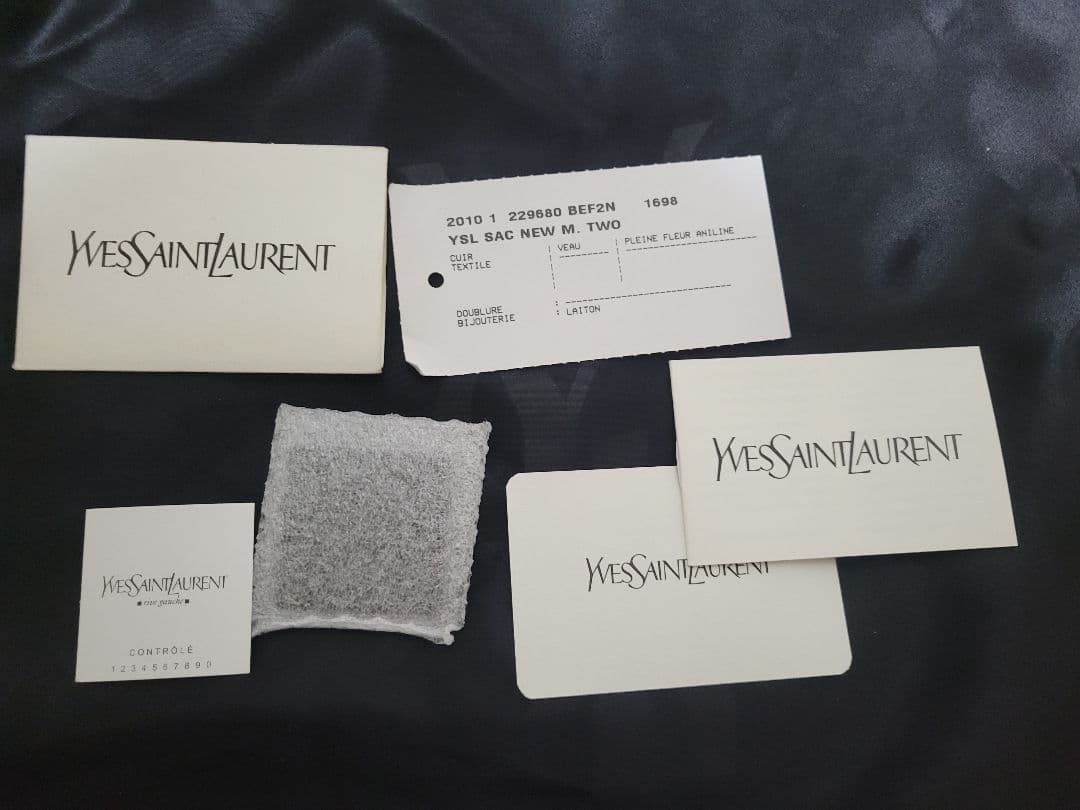 YVESSAINTLAURENT
2010 1 229680 BEF2N 1698
YSL SAC NEW M. TWO
CUIR : VEAU : PLEINE FLEUR ANILINE
TEXTILE
DOUBLURE :
BIJOUTERIE : LAITON
YVESSAINTLAURENT
YVESSAINTLAURENT
YVESSAINTLAURENT
■ rive gauche ■
CONTRÔLÉ
1 2 3 4 5 6 7 8 9 0